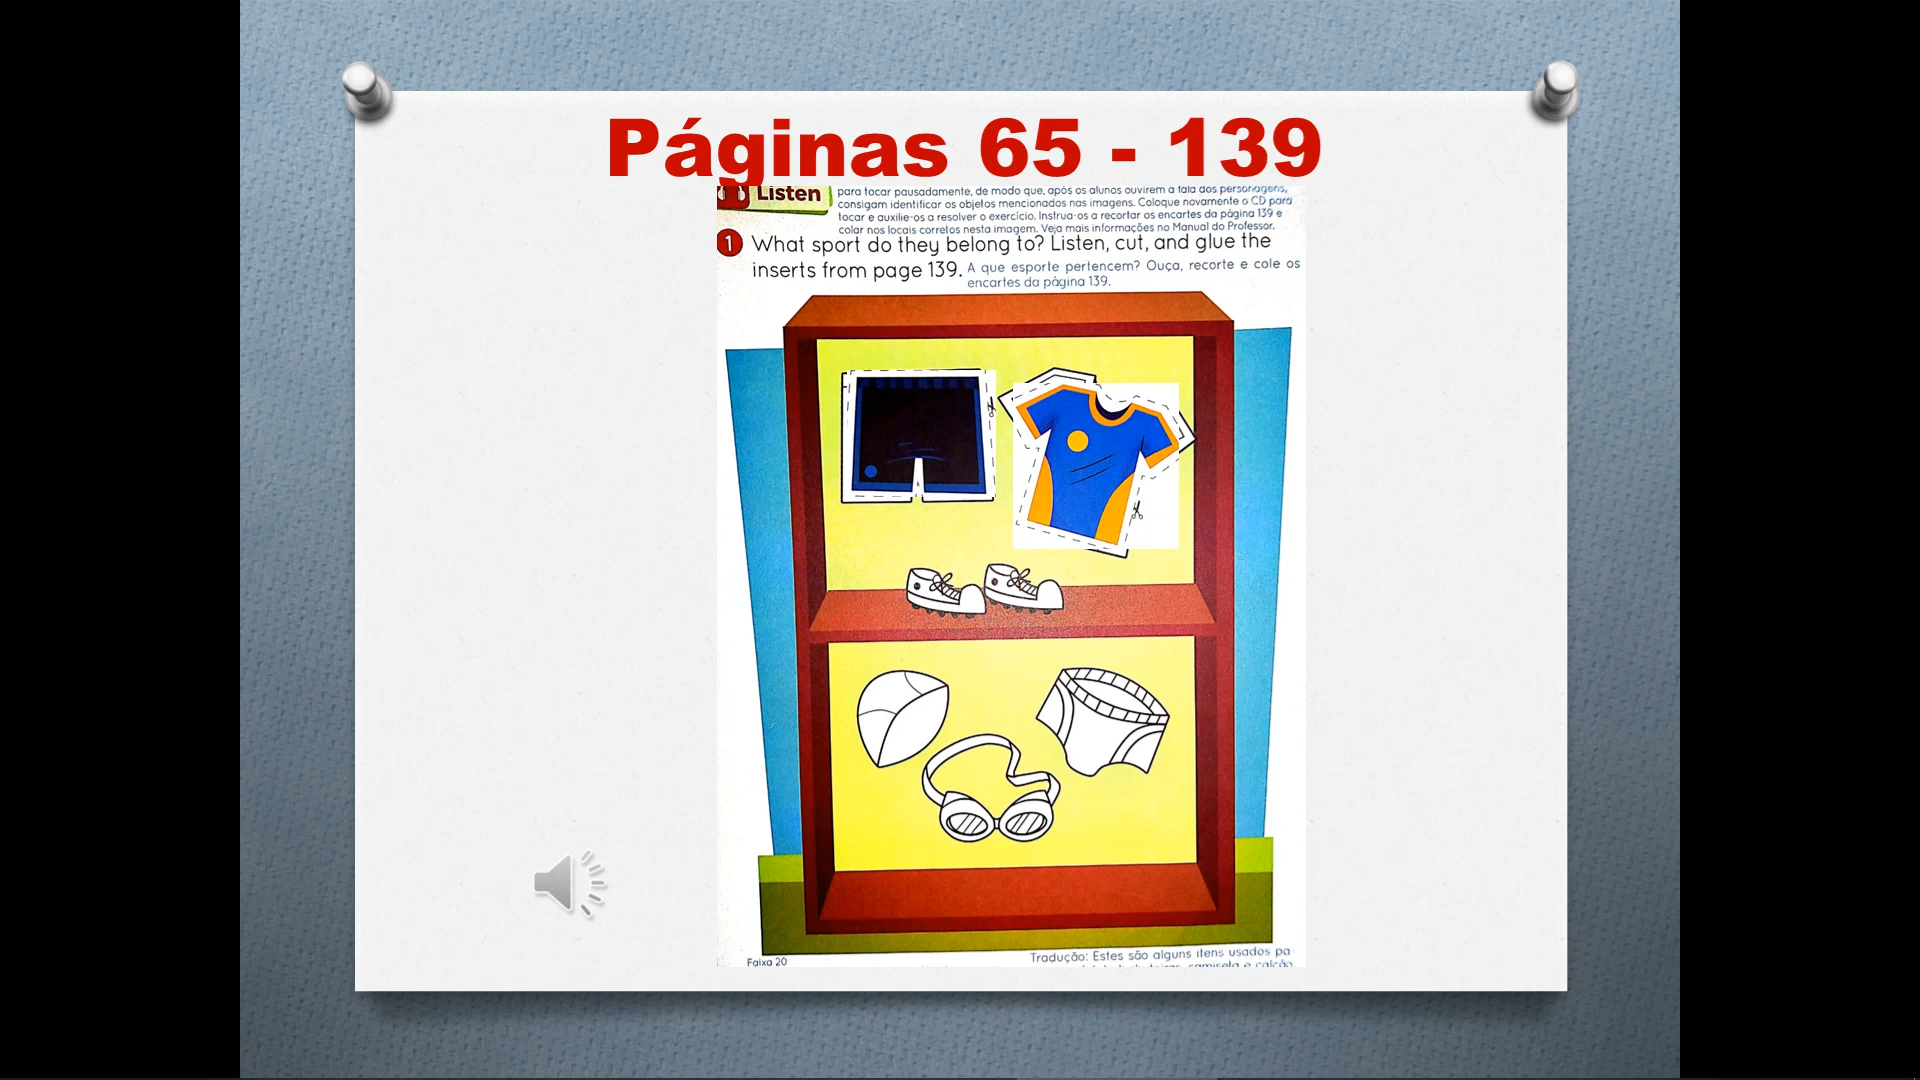 Páginas 65 - 139
Listen
para tocar pausadamente, de modo que, após os alunos ouvirem a fala dos personagens,
consigam identificar os objetos mencionados nas imagens. Coloque novamente o CD para
tocar e auxilie-os a resolver o exercício. Instrua-os a recortar os encartes da página 139 e
colar nos locais corretos nesta imagem. Veja mais informações no Manual do Professor.
1 What sport do they belong to? Listen, cut, and glue the
inserts from page 139. A que esporte pertencem? Ouça, recorte e cole os
encartes da página 139.
Faixa 20
Tradução: Estes são alguns itens usados pa
camiseta e calção